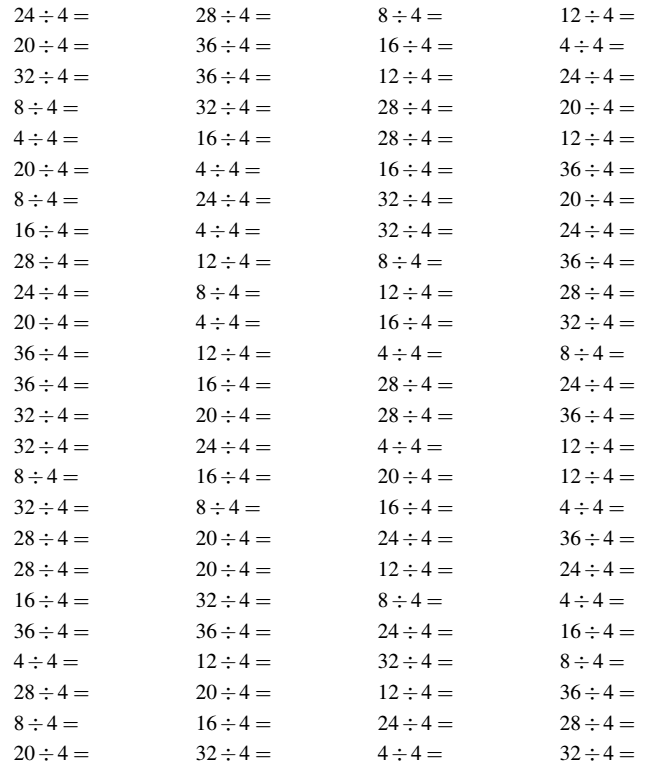 24 ÷ 4 = 28 ÷ 4 = 8 ÷ 4 = 12 ÷ 4 =
20 ÷ 4 = 36 ÷ 4 = 16 ÷ 4 = 4 ÷ 4 =
32 ÷ 4 = 36 ÷ 4 = 12 ÷ 4 = 24 ÷ 4 =
8 ÷ 4 = 32 ÷ 4 = 28 ÷ 4 = 20 ÷ 4 =
4 ÷ 4 = 16 ÷ 4 = 28 ÷ 4 = 12 ÷ 4 =
20 ÷ 4 = 4 ÷ 4 = 16 ÷ 4 = 36 ÷ 4 =
8 ÷ 4 = 24 ÷ 4 = 32 ÷ 4 = 20 ÷ 4 =
16 ÷ 4 = 4 ÷ 4 = 32 ÷ 4 = 24 ÷ 4 =
28 ÷ 4 = 12 ÷ 4 = 8 ÷ 4 = 36 ÷ 4 =
24 ÷ 4 = 8 ÷ 4 = 12 ÷ 4 = 28 ÷ 4 =
20 ÷ 4 = 4 ÷ 4 = 16 ÷ 4 = 32 ÷ 4 =
36 ÷ 4 = 12 ÷ 4 = 4 ÷ 4 = 8 ÷ 4 =
36 ÷ 4 = 16 ÷ 4 = 28 ÷ 4 = 24 ÷ 4 =
32 ÷ 4 = 20 ÷ 4 = 28 ÷ 4 = 36 ÷ 4 =
32 ÷ 4 = 24 ÷ 4 = 4 ÷ 4 = 12 ÷ 4 =
8 ÷ 4 = 16 ÷ 4 = 20 ÷ 4 = 12 ÷ 4 =
32 ÷ 4 = 8 ÷ 4 = 16 ÷ 4 = 4 ÷ 4 =
28 ÷ 4 = 20 ÷ 4 = 24 ÷ 4 = 36 ÷ 4 =
28 ÷ 4 = 20 ÷ 4 = 12 ÷ 4 = 24 ÷ 4 =
16 ÷ 4 = 32 ÷ 4 = 8 ÷ 4 = 4 ÷ 4 =
36 ÷ 4 = 36 ÷ 4 = 24 ÷ 4 = 16 ÷ 4 =
4 ÷ 4 = 12 ÷ 4 = 32 ÷ 4 = 8 ÷ 4 =
28 ÷ 4 = 20 ÷ 4 = 12 ÷ 4 = 36 ÷ 4 =
8 ÷ 4 = 16 ÷ 4 = 24 ÷ 4 = 28 ÷ 4 =
20 ÷ 4 = 32 ÷ 4 = 4 ÷ 4 = 32 ÷ 4 =